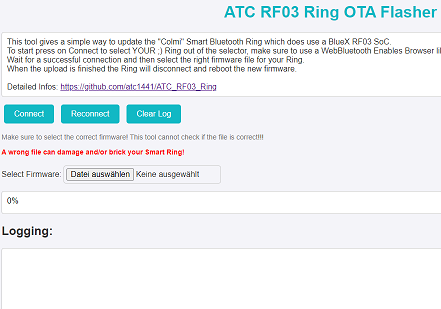 ATC RF03 Ring OTA Flasher
This tool gives a simple way to update the "Colmi" Smart Bluetooth Ring which does use a BlueX RF03 SoC.
To start press on Connect to select YOUR ;) Ring out of the selector, make sure to use a WebBluetooth Enables Browser
Wait for a successful connection and then select the right firmware file for your Ring.
When the upload is finished the Ring will disconnect and reboot the new firmware.
Detailed Infos: https://github.com/atc1441/ATC_RF03_Ring
Connect Reconnect Clear Log
Make sure to select the correct firmware! This tool cannot check if the file is correct!!!!
A wrong file can damage and/or brick your Smart Ring!
Select Firmware: Datei auswählen Keine ausgewählt
0%
Logging: